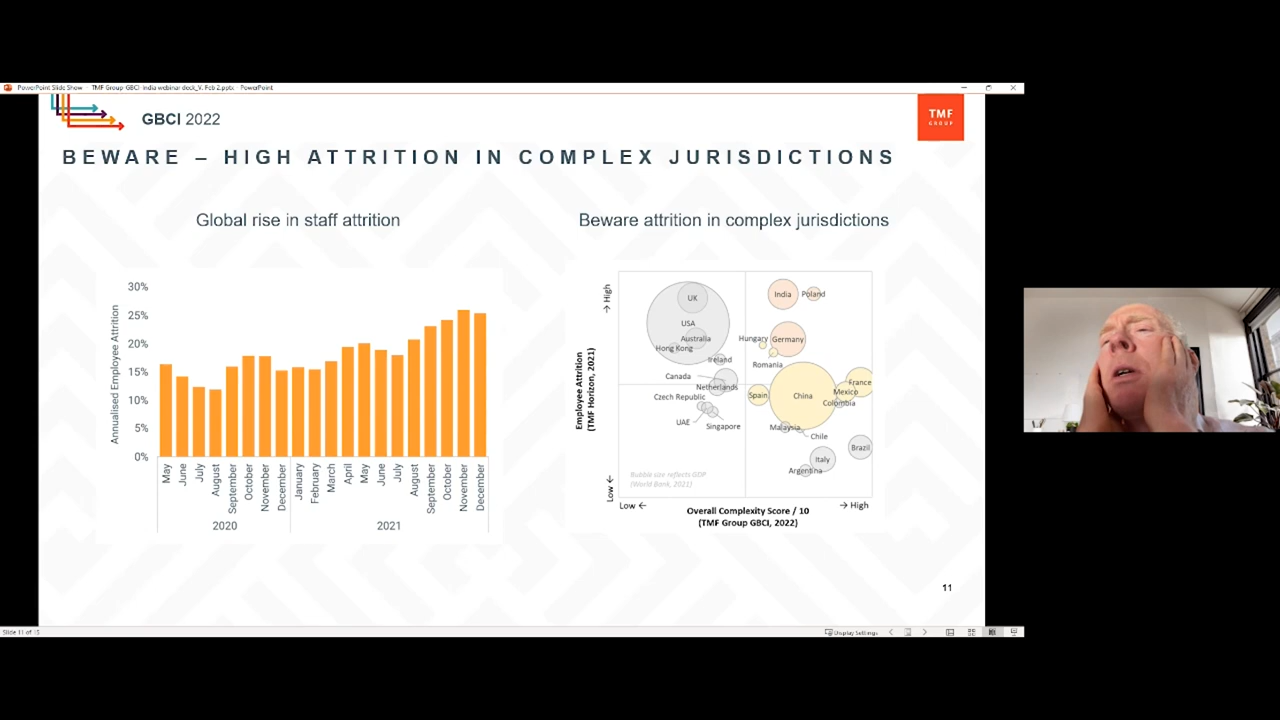 PowerPoint Slide Show - TMF Group-GBCI-India webinar deck_V. Feb 2.pptx - PowerPoint
GBCI 2022
TMF
GROUP
BEWARE – HIGH ATTRITION IN COMPLEX JURISDICTIONS
Global rise in staff attrition
Annualised Employee Attrition
30%
25%
20%
15%
10%
5%
0%
May
June
July
August
September
October
November
December
January
February
March
April
May
June
July
August
September
October
November
December
2020
2021
Beware attrition in complex jurisdictions
Employee Attrition
(TMF Horizon, 2021)
→ High
Low ←
UK
USA
Australia
Hong Kong
Ireland
Canada
Netherlands
Czech Republic
UAE
Singapore
India
Poland
Hungary
Germany
Romania
Spain
China
France
Mexico
Colombia
Malaysia
Chile
Brazil
Italy
Argentina
Bubble size reflects GDP
(World Bank, 2021)
Low ←
→ High
Overall Complexity Score / 10
(TMF Group GBCI, 2022)
11
Slide 11 of 15
Display Settings